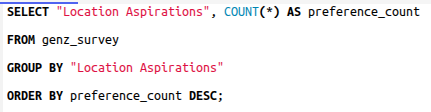 SELECT "Location Aspirations", COUNT(*) AS preference_count
FROM genz_survey
GROUP BY "Location Aspirations"
ORDER BY preference_count DESC;